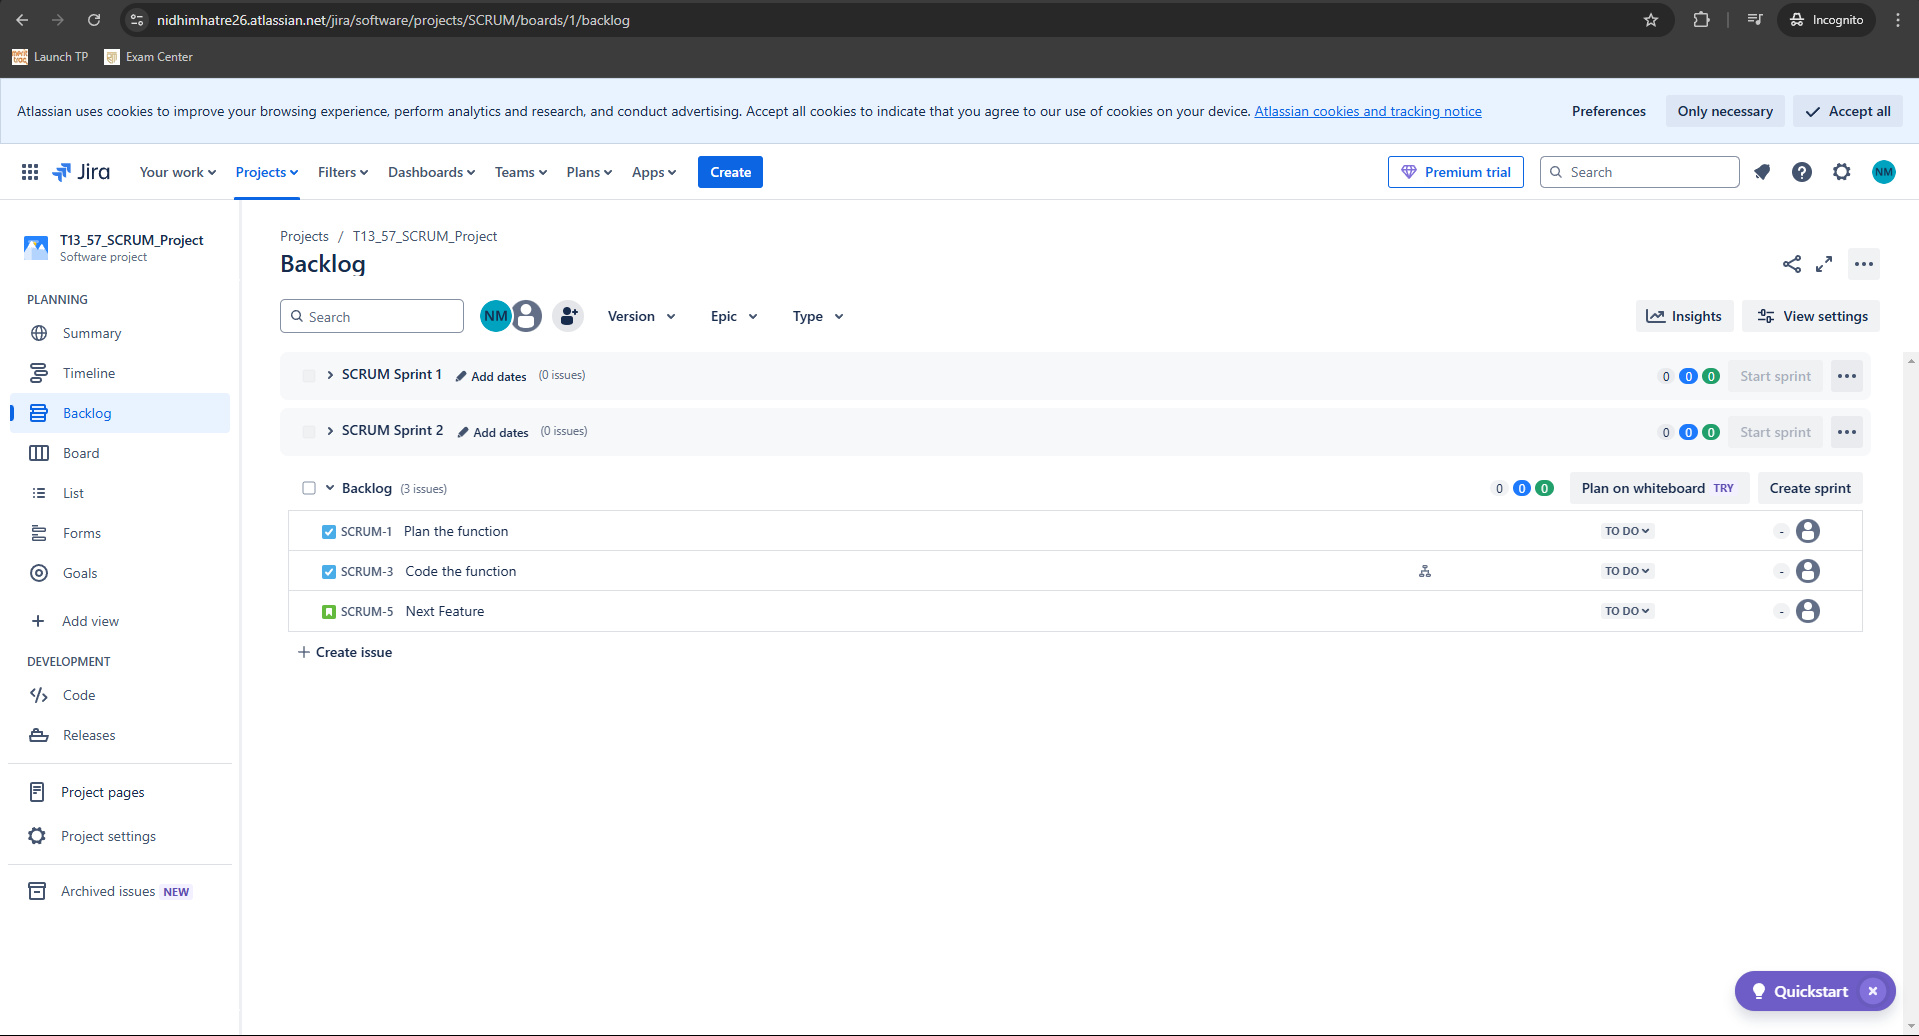 nidhimhatre26.atlassian.net/jira/software/projects/SCRUM/boards/1/backlog
Incognito
Launch TP
Exam Center
Atlassian uses cookies to improve your browsing experience, perform analytics and research, and conduct advertising. Accept all cookies to indicate that you agree to our use of cookies on your device. Atlassian cookies and tracking notice
Preferences
Only necessary
Accept all
Jira
Your work
Projects
Filters
Dashboards
Teams
Plans
Apps
Create
Premium trial
Search
NM
T13_57_SCRUM_Project
Software project
PLANNING
Summary
Timeline
Backlog
Board
List
Forms
Goals
Add view
DEVELOPMENT
Code
Releases
Project pages
Project settings
Archived issues NEW
Projects / T13_57_SCRUM_Project
Backlog
Search
NM
Version
Epic
Type
Insights
View settings
SCRUM Sprint 1 Add dates (0 issues) 0 0 0 Start sprint
SCRUM Sprint 2 Add dates (0 issues) 0 0 0 Start sprint
Backlog (3 issues) 0 0 0 Plan on whiteboard TRY Create sprint
SCRUM-1 Plan the function TO DO -
SCRUM-3 Code the function TO DO -
SCRUM-5 Next Feature TO DO -
Create issue
Quickstart